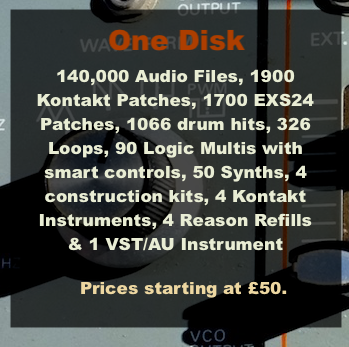 OUTPUT
One Disk
EXT.
140,000 Audio Files, 1900
Kontakt Patches, 1700 EXS24
PWM
Patches, 1066 drum hits, 326
Loops, 90 Logic Multis with
smart controls, 50 Synths, 4
construction kits, 4 Kontakt
Instruments, 4 Reason Refills
& 1 VST/AU Instrument
Prices starting at £50.
VCO
OUTPUT